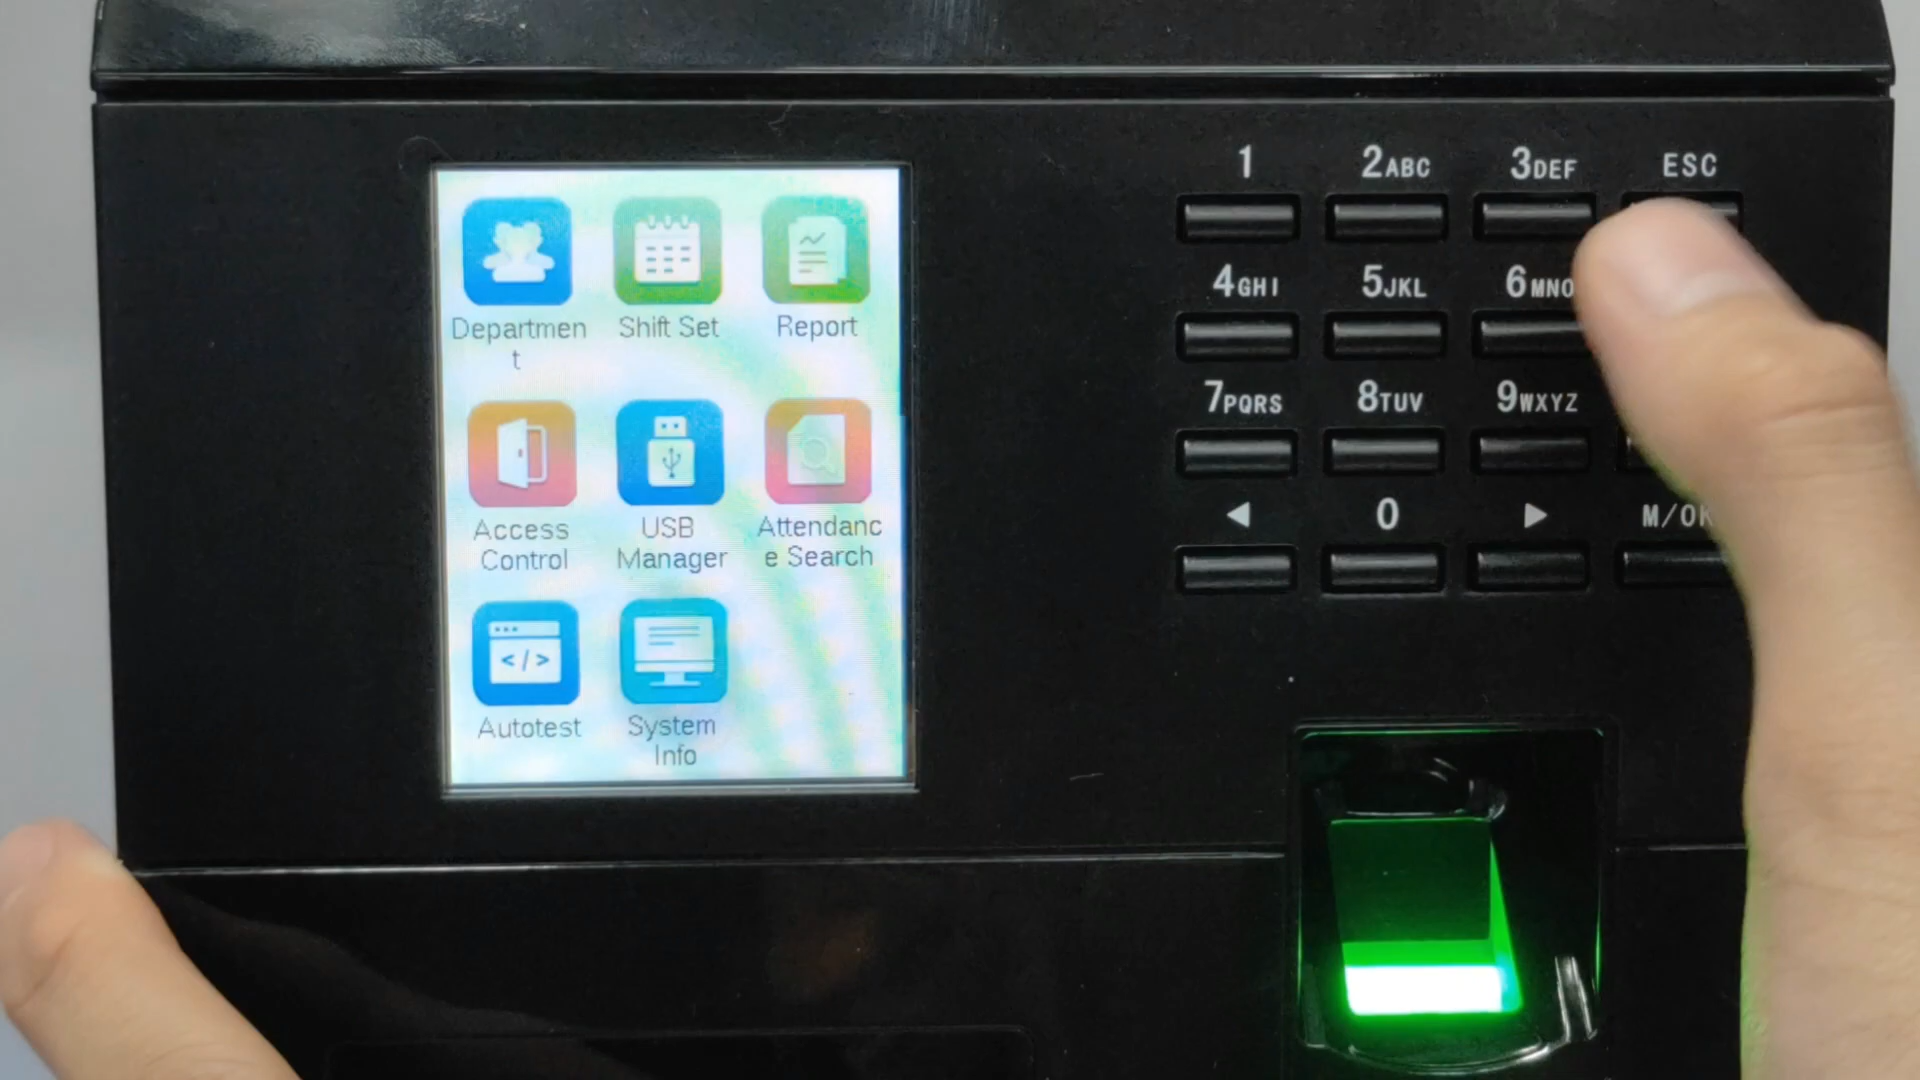 Departmen
t
Shift Set
Report
Access
Control
USB
Manager
Attendanc
e Search
</>
Autotest
System
Info
1 2ABC 3DEF ESC
4GHI 5JKL 6MNO
7PQRS 8TUV 9WXYZ
◀ 0 ▶ M/OK